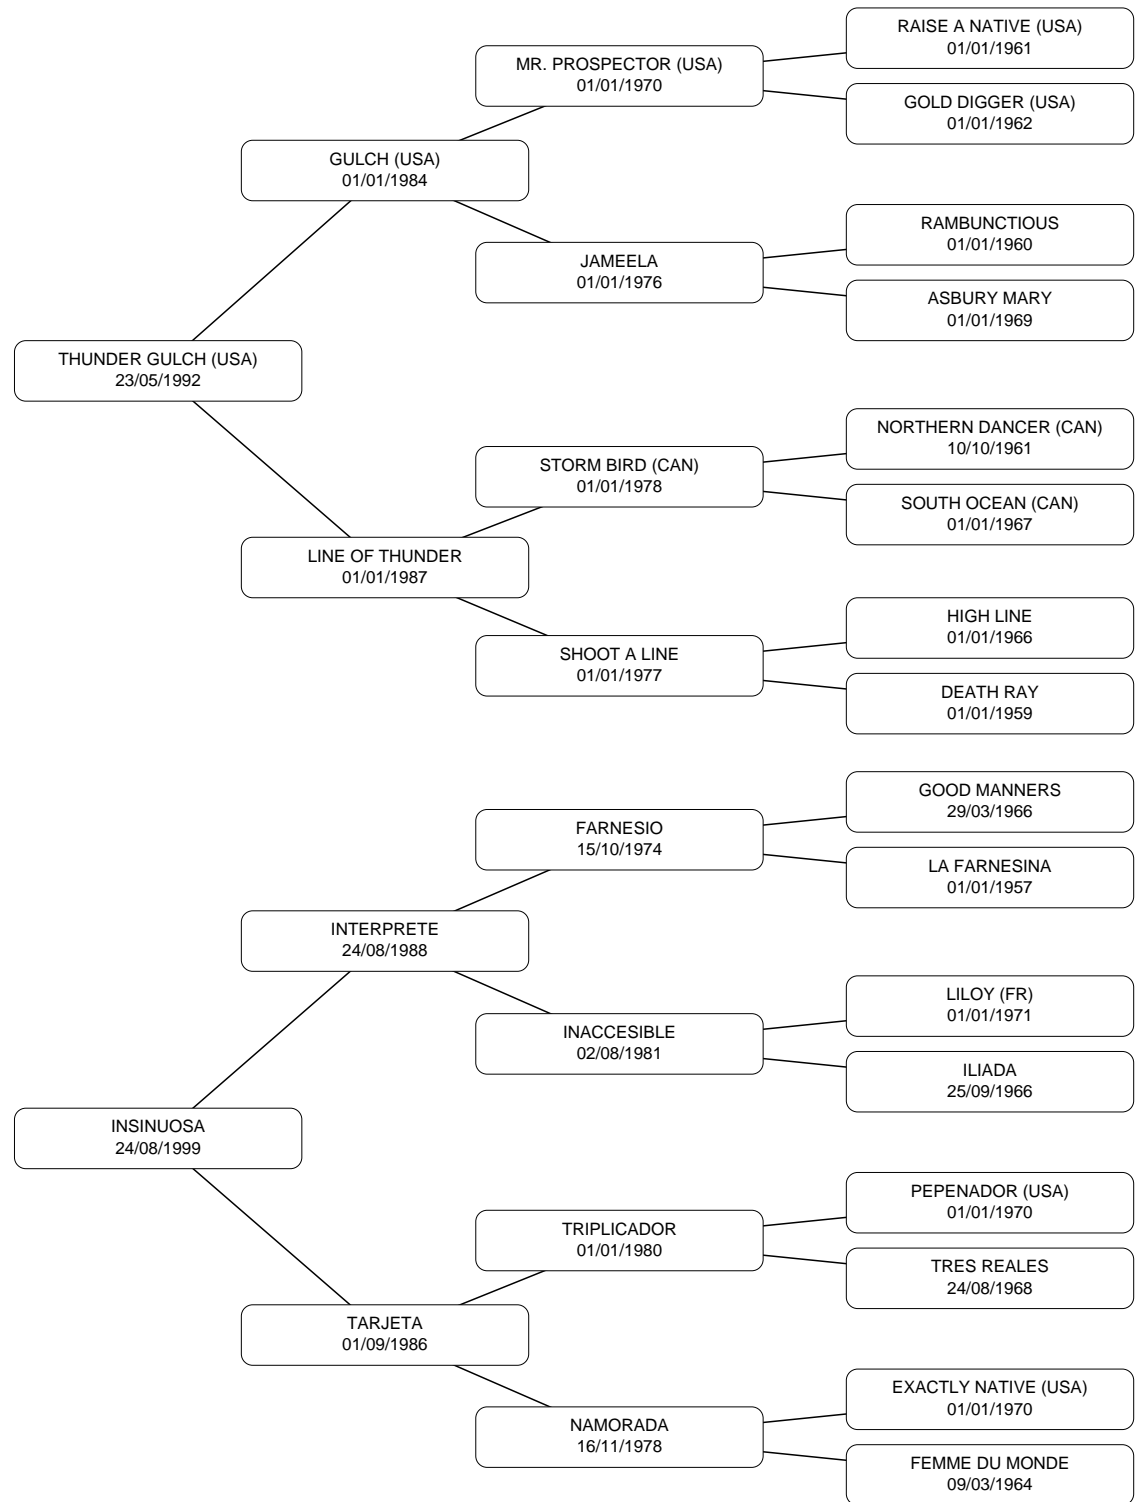 RAISE A NATIVE (USA)
01/01/1961
MR. PROSPECTOR (USA)
01/01/1970
GOLD DIGGER (USA)
01/01/1962
GULCH (USA)
01/01/1984
RAMBUNCTIOUS
01/01/1960
JAMEELA
01/01/1976
ASBURY MARY
01/01/1969
THUNDER GULCH (USA)
23/05/1992
NORTHERN DANCER (CAN)
10/10/1961
STORM BIRD (CAN)
01/01/1978
SOUTH OCEAN (CAN)
01/01/1967
LINE OF THUNDER
01/01/1987
HIGH LINE
01/01/1966
SHOOT A LINE
01/01/1977
DEATH RAY
01/01/1959
GOOD MANNERS
29/03/1966
FARNESIO
15/10/1974
LA FARNESINA
01/01/1957
INTERPRETE
24/08/1988
LILOY (FR)
01/01/1971
INACCESIBLE
02/08/1981
ILIADA
25/09/1966
INSINUOSA
24/08/1999
PEPENADOR (USA)
01/01/1970
TRIPLICADOR
01/01/1980
TRES REALES
24/08/1968
TARJETA
01/09/1986
EXACTLY NATIVE (USA)
01/01/1970
NAMORADA
16/11/1978
FEMME DU MONDE
09/03/1964